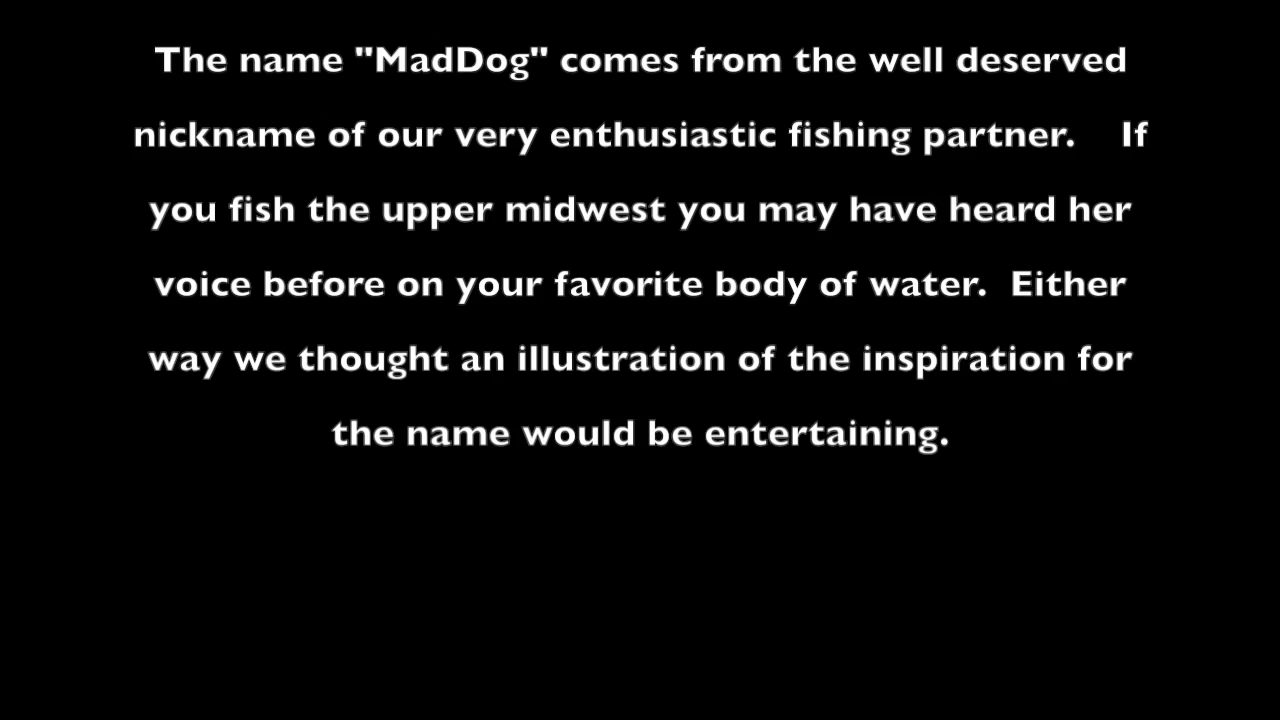 The name "MadDog" comes from the well deserved
nickname of our very enthusiastic fishing partner.    If
you fish the upper midwest you may have heard her
voice before on your favorite body of water.  Either
way we thought an illustration of the inspiration for
the name would be entertaining.